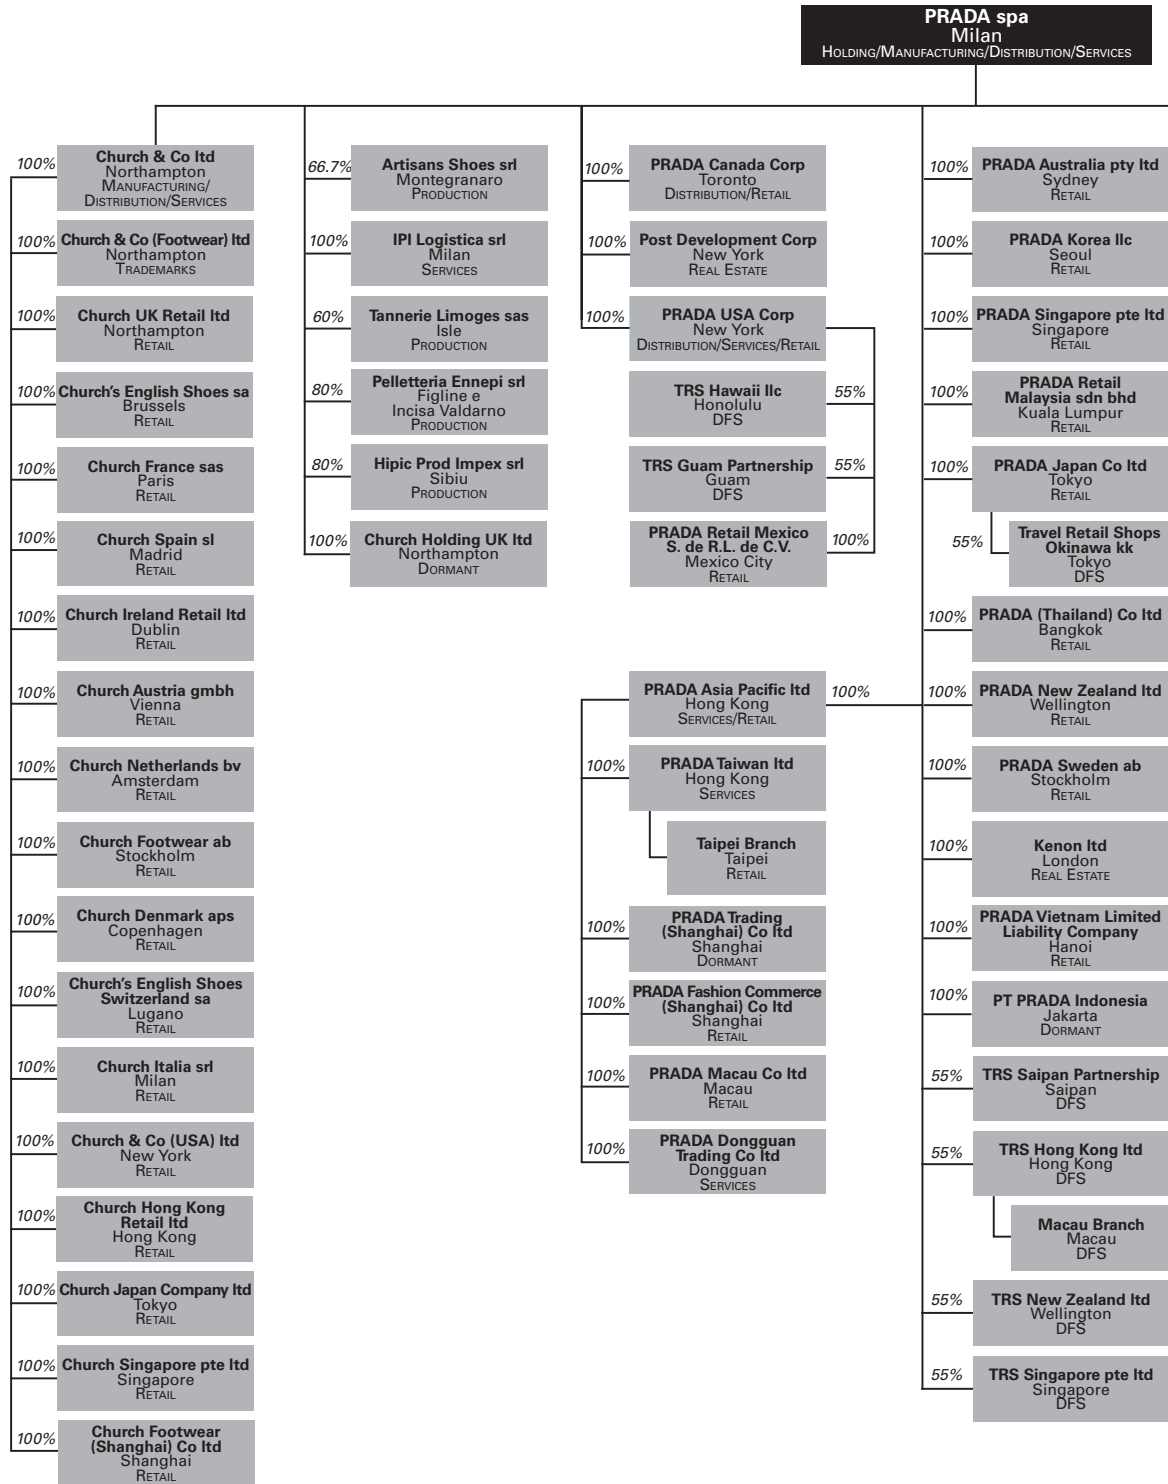 PRADA spa
Milan
HOLDING/MANUFACTURING/DISTRIBUTION/SERVICES
100%
Church & Co ltd
Northampton
MANUFACTURING/
DISTRIBUTION/SERVICES
100%
Church & Co (Footwear) ltd
Northampton
TRADEMARKS
100%
Church UK Retail ltd
Northampton
RETAIL
100%
Church's English Shoes sa
Brussels
RETAIL
100%
Church France sas
Paris
RETAIL
100%
Church Spain sl
Madrid
RETAIL
100%
Church Ireland Retail ltd
Dublin
RETAIL
100%
Church Austria gmbh
Vienna
RETAIL
100%
Church Netherlands bv
Amsterdam
RETAIL
100%
Church Footwear ab
Stockholm
RETAIL
100%
Church Denmark aps
Copenhagen
RETAIL
100%
Church's English Shoes
Switzerland sa
Lugano
RETAIL
100%
Church Italia srl
Milan
RETAIL
100%
Church & Co (USA) ltd
New York
RETAIL
100%
Church Hong Kong
Retail ltd
Hong Kong
RETAIL
100%
Church Japan Company ltd
Tokyo
RETAIL
100%
Church Singapore pte ltd
Singapore
RETAIL
100%
Church Footwear
(Shanghai) Co ltd
Shanghai
RETAIL
66.7%
Artisans Shoes srl
Montegranaro
PRODUCTION
100%
IPI Logistica srl
Milan
SERVICES
60%
Tannerie Limoges sas
Isle
PRODUCTION
80%
Pelletteria Ennepi srl
Figline e
Incisa Valdarno
PRODUCTION
80%
Hipic Prod Impex srl
Sibiu
PRODUCTION
100%
Church Holding UK ltd
Northampton
DORMANT
100%
PRADA Canada Corp
Toronto
DISTRIBUTION/RETAIL
100%
Post Development Corp
New York
REAL ESTATE
100%
PRADA USA Corp
New York
DISTRIBUTION/SERVICES/RETAIL
TRS Hawaii llc
Honolulu
DFS
55%
TRS Guam Partnership
Guam
DFS
55%
PRADA Retail Mexico
S. de R.L. de C.V.
Mexico City
RETAIL
100%
PRADA Asia Pacific ltd
Hong Kong
SERVICES/RETAIL
100%
100%
PRADA Taiwan ltd
Hong Kong
SERVICES
Taipei Branch
Taipei
RETAIL
100%
PRADA Trading
(Shanghai) Co ltd
Shanghai
DORMANT
100%
PRADA Fashion Commerce
(Shanghai) Co ltd
Shanghai
RETAIL
100%
PRADA Macau Co ltd
Macau
RETAIL
100%
PRADA Dongguan
Trading Co ltd
Dongguan
SERVICES
100%
PRADA Australia pty ltd
Sydney
RETAIL
100%
PRADA Korea llc
Seoul
RETAIL
100%
PRADA Singapore pte ltd
Singapore
RETAIL
100%
PRADA Retail
Malaysia sdn bhd
Kuala Lumpur
RETAIL
100%
PRADA Japan Co ltd
Tokyo
RETAIL
55%
Travel Retail Shops
Okinawa kk
Tokyo
DFS
100%
PRADA (Thailand) Co ltd
Bangkok
RETAIL
100%
PRADA New Zealand ltd
Wellington
RETAIL
100%
PRADA Sweden ab
Stockholm
RETAIL
100%
Kenon ltd
London
REAL ESTATE
100%
PRADA Vietnam Limited
Liability Company
Hanoi
RETAIL
100%
PT PRADA Indonesia
Jakarta
DORMANT
55%
TRS Saipan Partnership
Saipan
DFS
55%
TRS Hong Kong ltd
Hong Kong
DFS
Macau Branch
Macau
DFS
55%
TRS New Zealand ltd
Wellington
DFS
55%
TRS Singapore pte ltd
Singapore
DFS